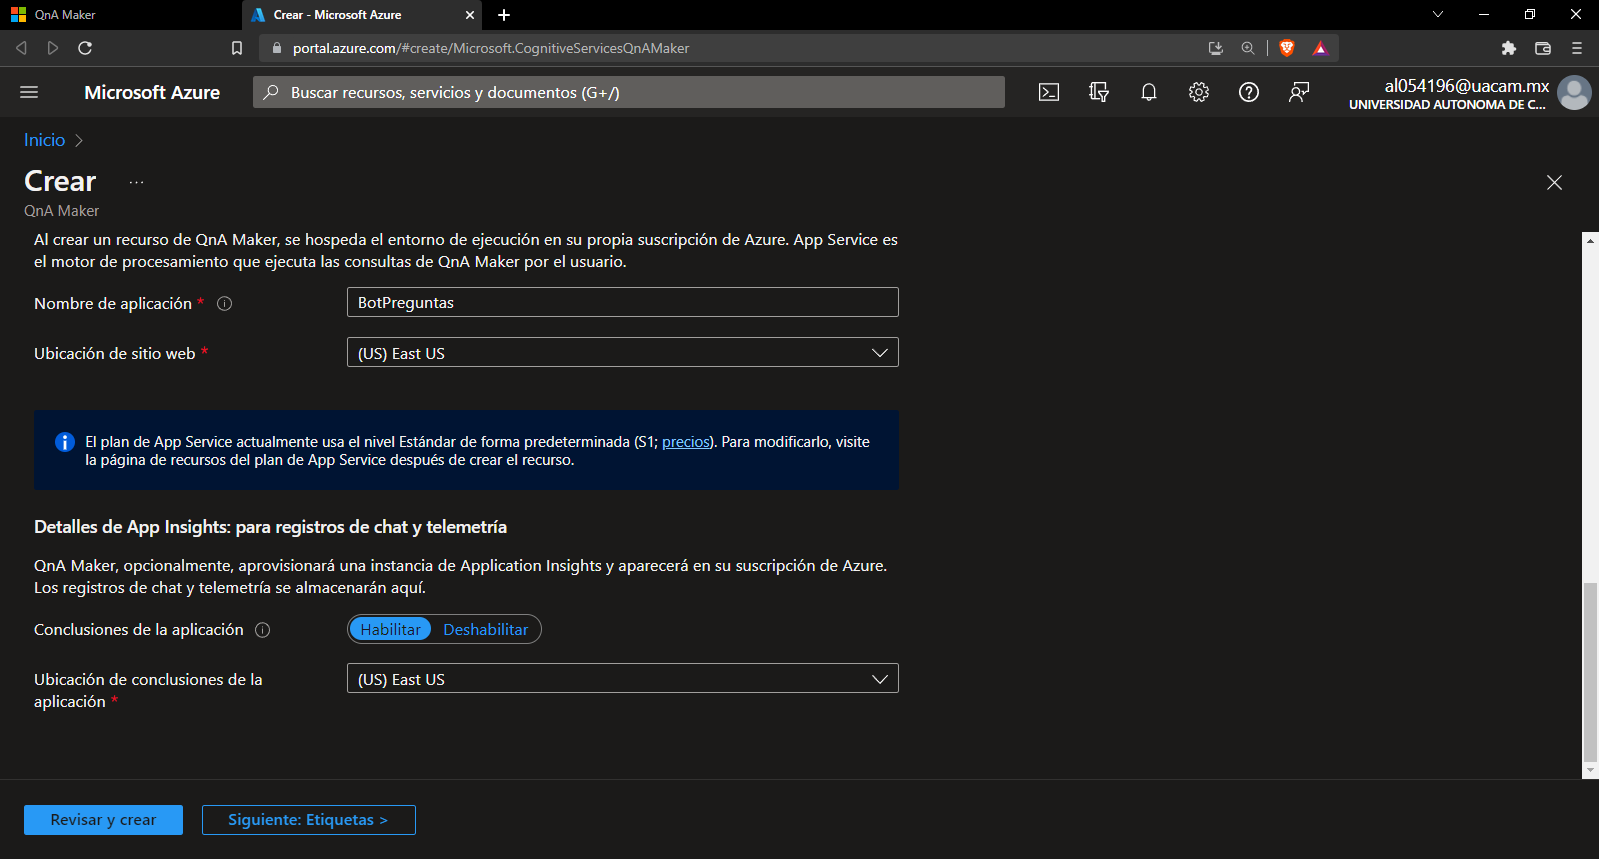 QnA Maker
Crear - Microsoft Azure
portal.azure.com/#create/Microsoft.CognitiveServicesQnAMaker
Microsoft Azure
Buscar recursos, servicios y documentos (G+/)
al054196@uacam.mx
UNIVERSIDAD AUTONOMA DE C...
Inicio
Crear ...
QnA Maker
Al crear un recurso de QnA Maker, se hospeda el entorno de ejecución en su propia suscripción de Azure. App Service es
el motor de procesamiento que ejecuta las consultas de QnA Maker por el usuario.
Nombre de aplicación *
BotPreguntas
Ubicación de sitio web *
(US) East US
El plan de App Service actualmente usa el nivel Estándar de forma predeterminada (S1; precios). Para modificarlo, visite
la página de recursos del plan de App Service después de crear el recurso.
Detalles de App Insights: para registros de chat y telemetría
QnA Maker, opcionalmente, aprovisionará una instancia de Application Insights y aparecerá en su suscripción de Azure.
Los registros de chat y telemetría se almacenarán aquí.
Conclusiones de la aplicación
Habilitar Deshabilitar
Ubicación de conclusiones de la
aplicación *
(US) East US
Revisar y crear
Siguiente: Etiquetas >